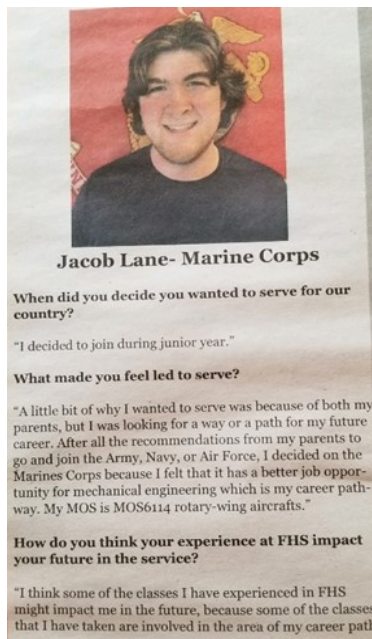 Jacob Lane- Marine Corps
When did you decide you wanted to serve for our
country?
“I decided to join during junior year.”
What made you feel led to serve?
“A little bit of why I wanted to serve was because of both my
parents, but I was looking for a way or a path for my future
career. After all the recommendations from my parents to
go and join the Army, Navy, or Air Force, I decided on the
Marines Corps because I felt that it has a better job oppor-
tunity for mechanical engineering which is my career path-
way. My MOS is MOS6114 rotary-wing aircrafts.”
How do you think your experience at FHS impact
your future in the service?
“I think some of the classes I have experienced in FHS
might impact me in the future, because some of the classes
that I have taken are involved in the area of my career path